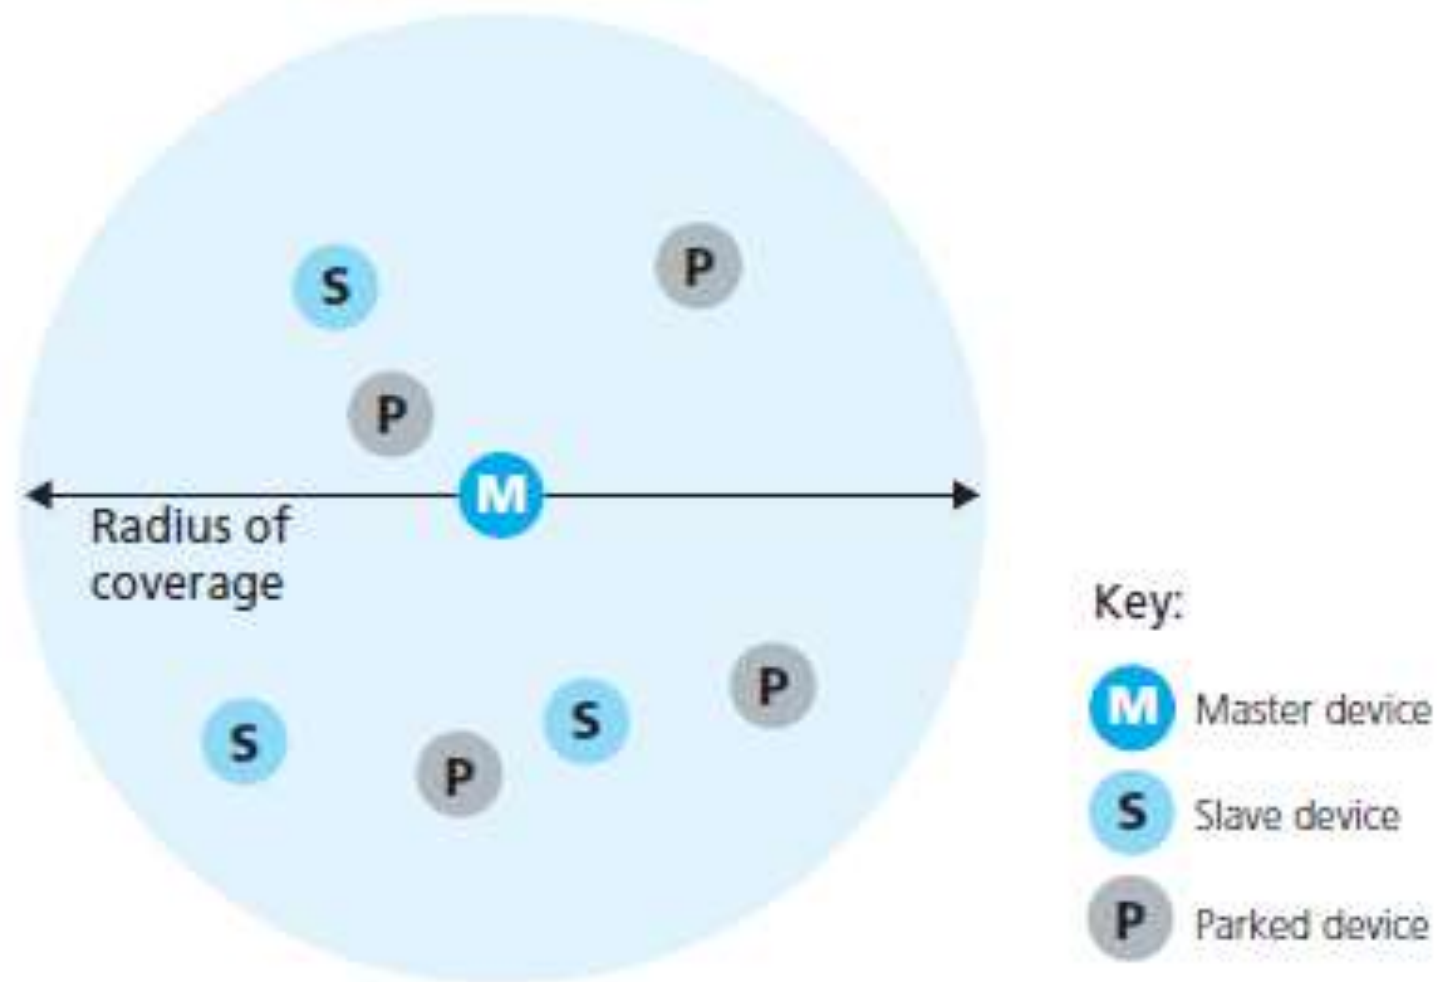 S
P
P
M
Radius of
coverage
P
S
S
P
Key:
M Master device
S Slave device
P Parked device